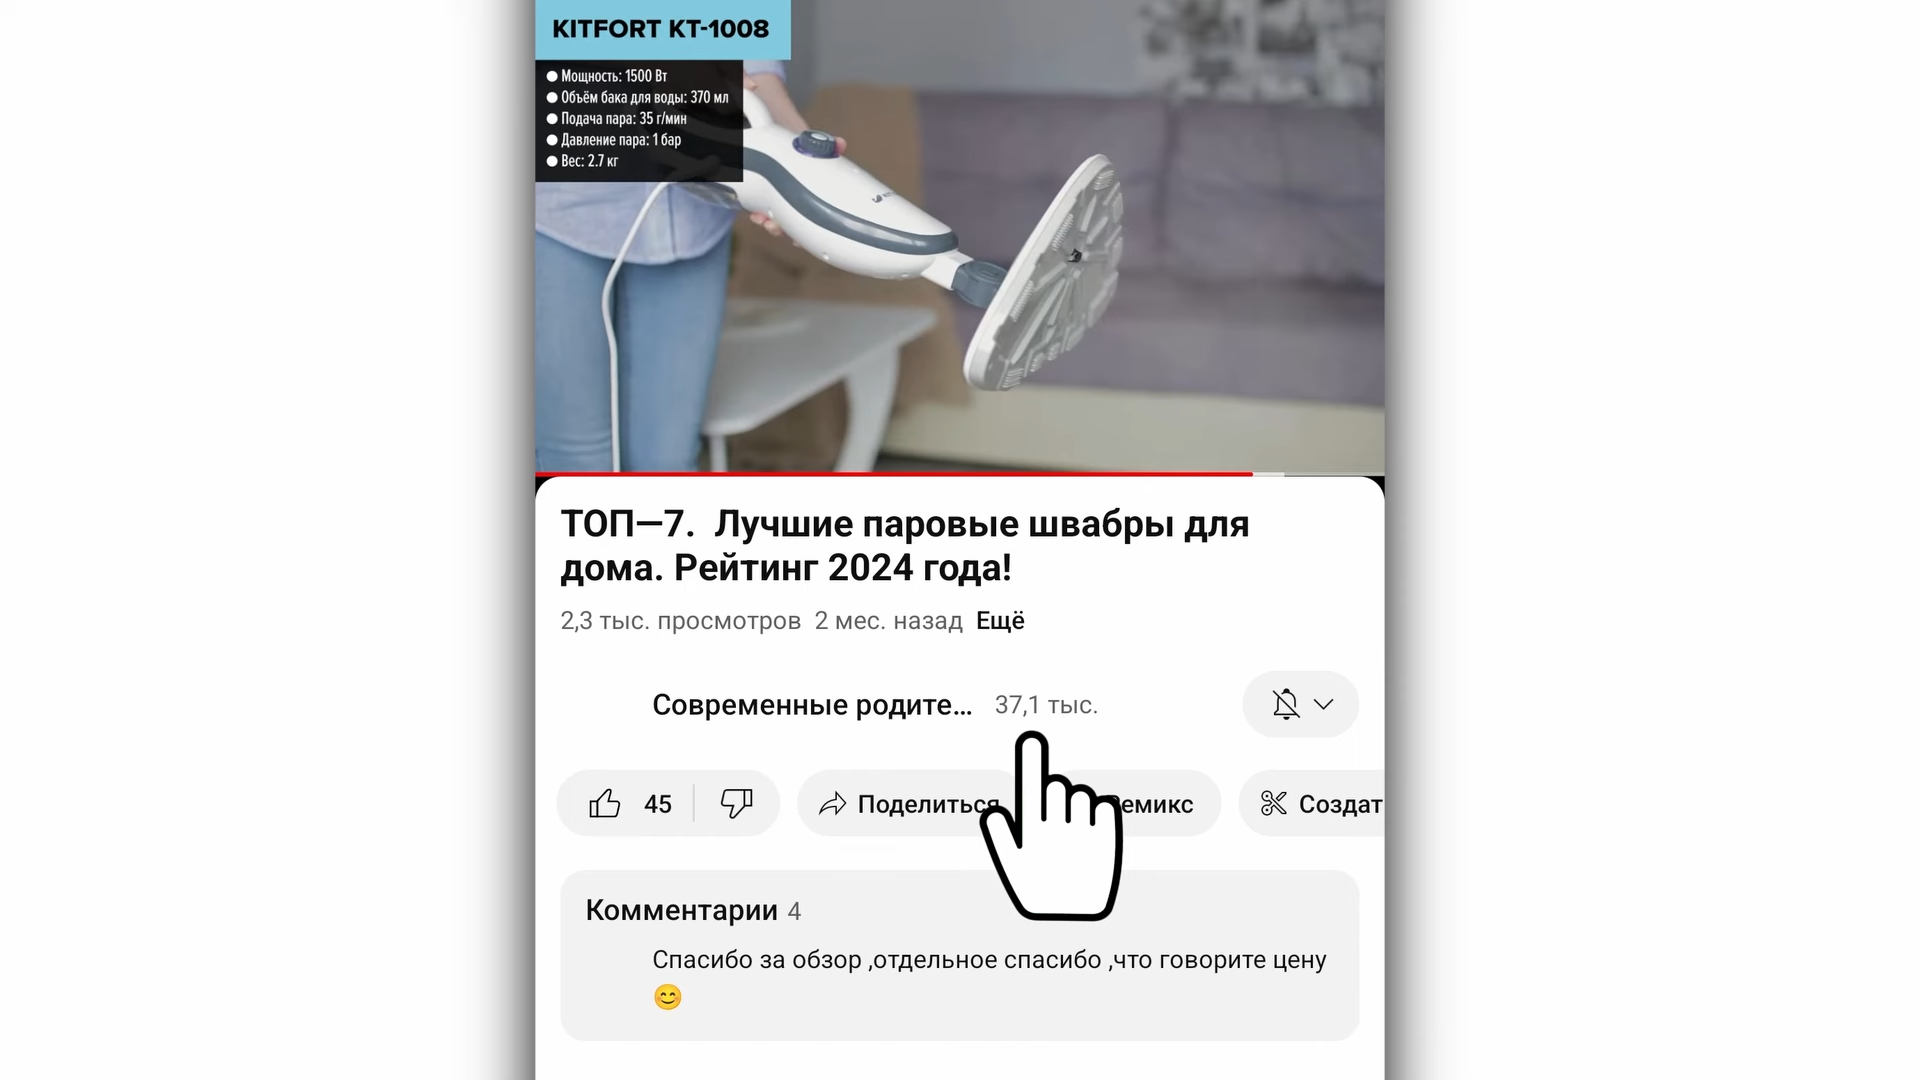 KITFORT KT-1008
Мощность: 1500 Вт
Объём бака для воды: 370 мл
Подача пара: 35 г/мин
Давление пара: 1 бар
Вес: 2.7 кг
ТОП—7. Лучшие паровые швабры для
дома. Рейтинг 2024 года!
2,3 тыс. просмотров 2 мес. назад Ещё
Современные родите... 37,1 тыс.
45 Поделиться емикс Создат
Комментарии 4
Спасибо за обзор ,отдельное спасибо ,что говорите цену
😊